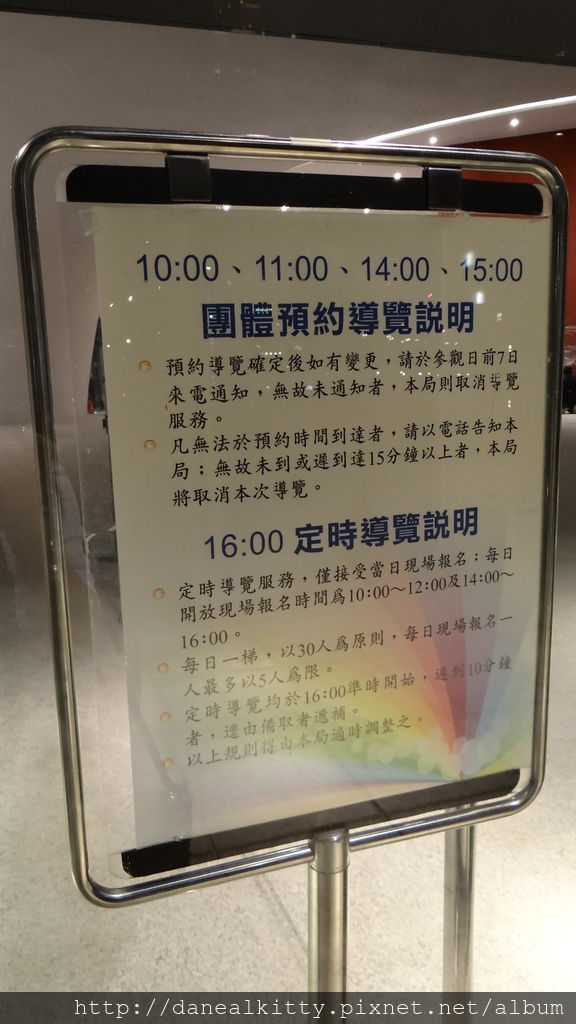 10:00、11:00、14:00、15:00
團體預約導覽説明
預約導覽確定後如有變更，請於參觀日前7日
來電通知，無故未通知者，本局則取消導覽
服務。
凡無法於預約時間到達者，請以電話告知本
局；無故未到或遲到達15分鐘以上者，本局
將取消本次導覽。
16:00 定時導覽説明
定時導覽服務，僅接受當日現場報名；每日
開放現場報名時間爲10:00～12:00及14:00～
16:00。
每日一梯，以30人爲原則，每日現場報名一
人最多以5人爲限。
定時導覽均於16:00準時開始，遲到10分鐘
者，逕由備取者遞補。
以上規則得由本局適時調整之。
http://danealkitty.pixnet.net/album